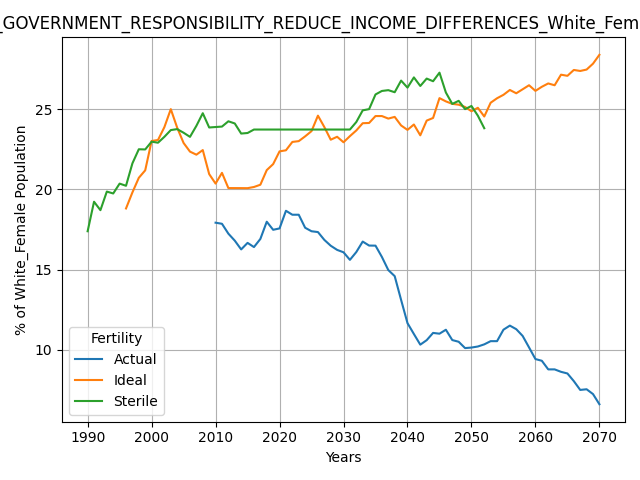 _GOVERNMENT_RESPONSIBILITY_REDUCE_INCOME_DIFFERENCES_White_Fem
% of White_Female Population
25
20
15
10
Fertility
Actual
Ideal
Sterile
1990 2000 2010 2020 2030 2040 2050 2060 2070
Years